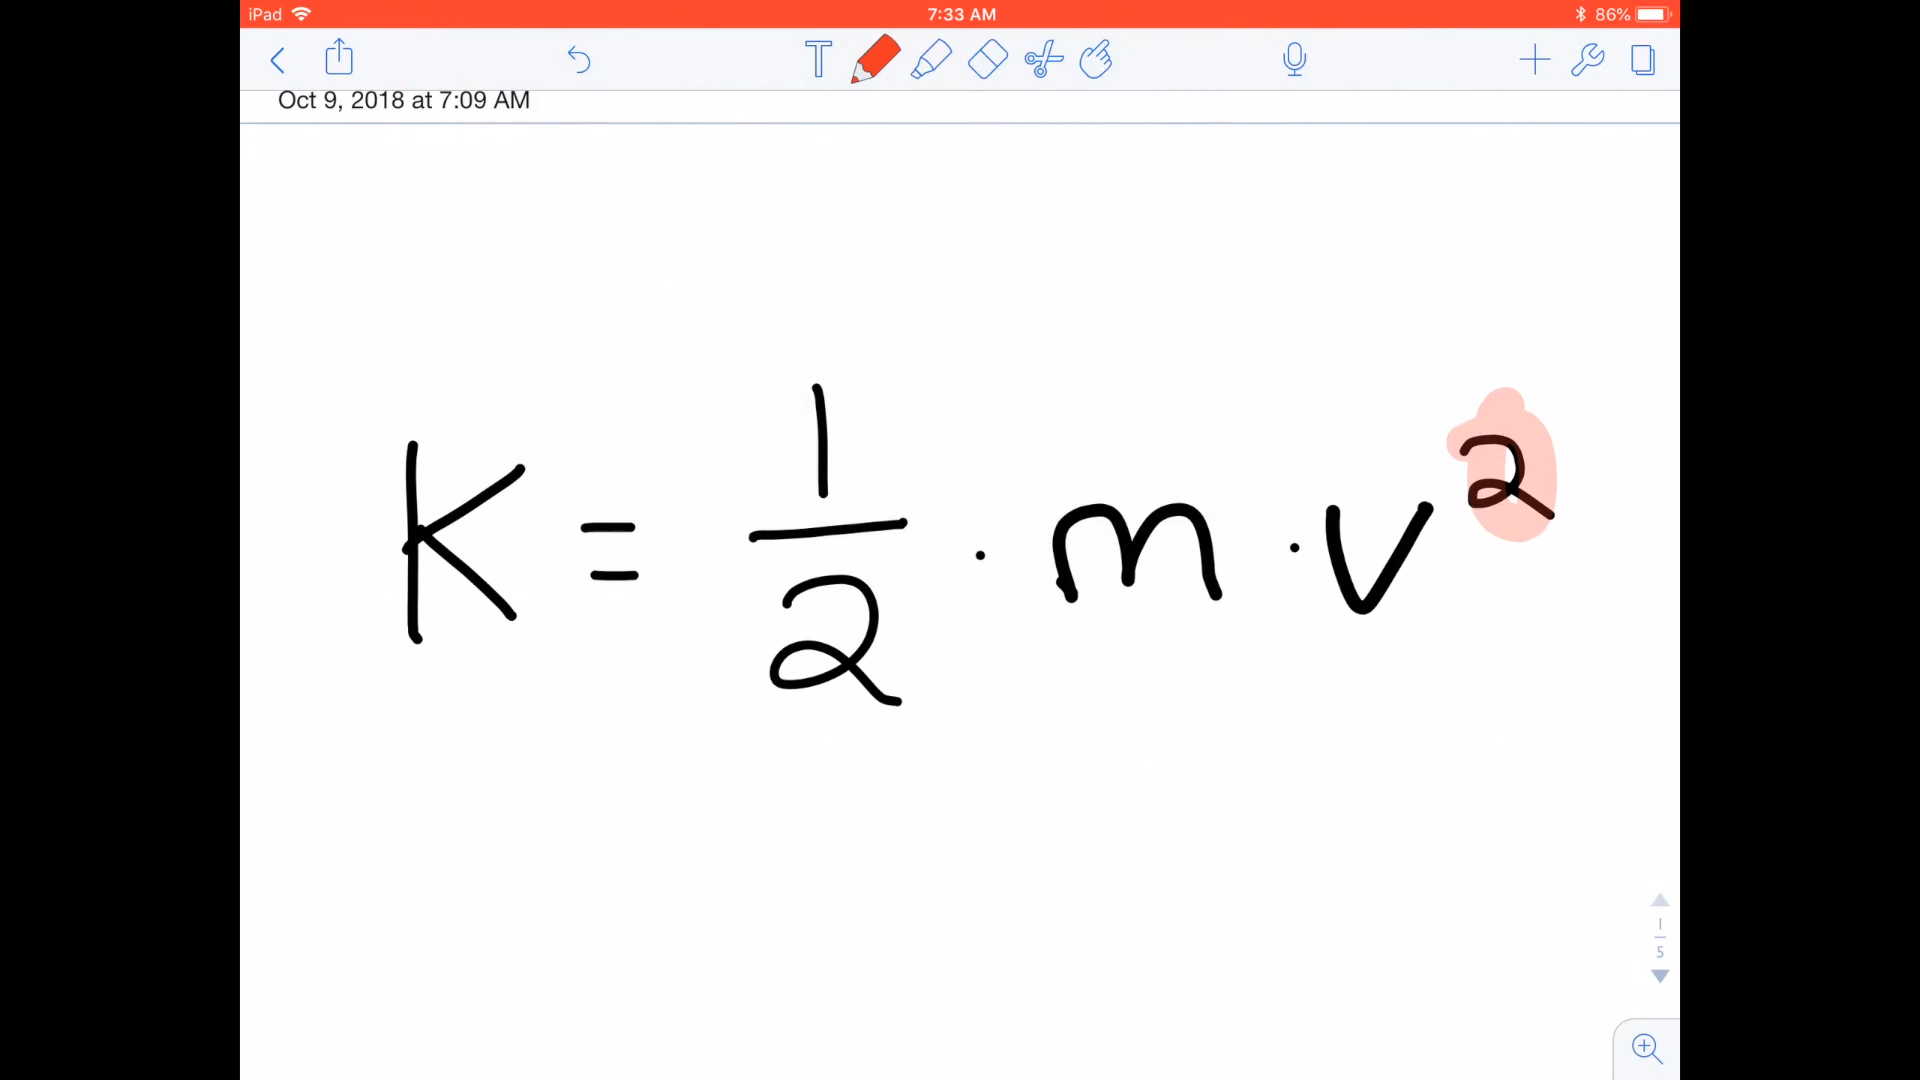 iPad 7:33 AM 86%
T
Oct 9, 2018 at 7:09 AM
K = 1/2 · m · v²
1
5